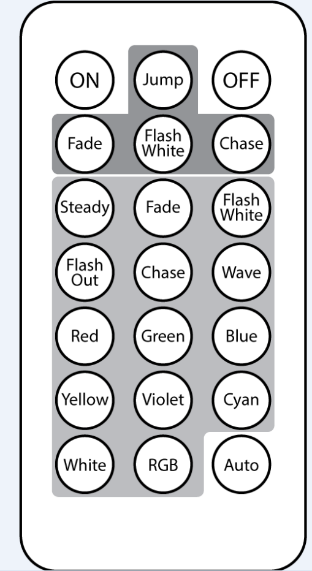 ON Jump OFF
Fade Flash White Chase
Steady Fade Flash White
Flash Out Chase Wave
Red Green Blue
Yellow Violet Cyan
White RGB Auto